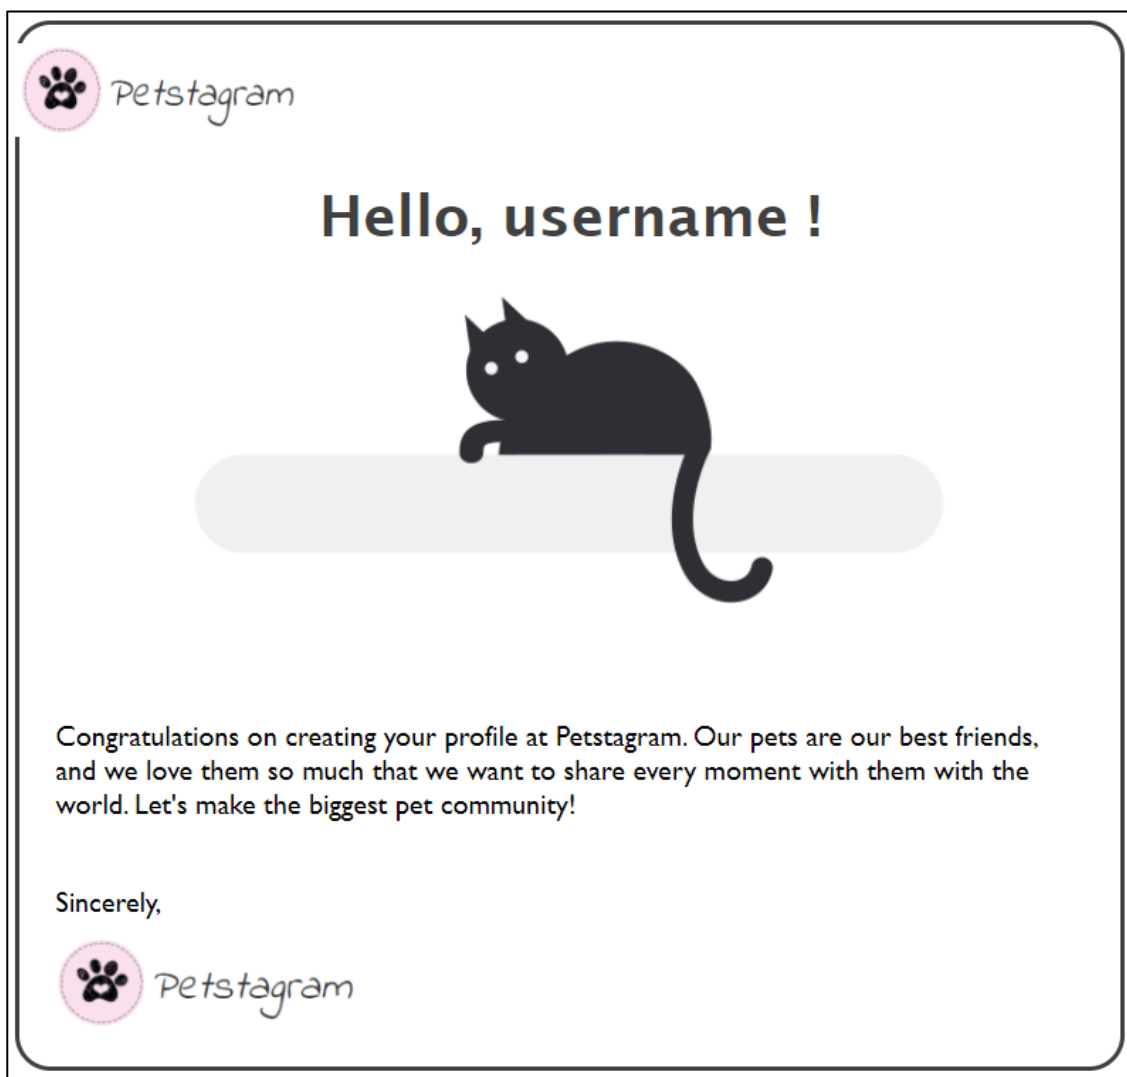 Petstagram
Hello, username !
Congratulations on creating your profile at Petstagram. Our pets are our best friends,
and we love them so much that we want to share every moment with them with the
world. Let's make the biggest pet community!
Sincerely,
Petstagram